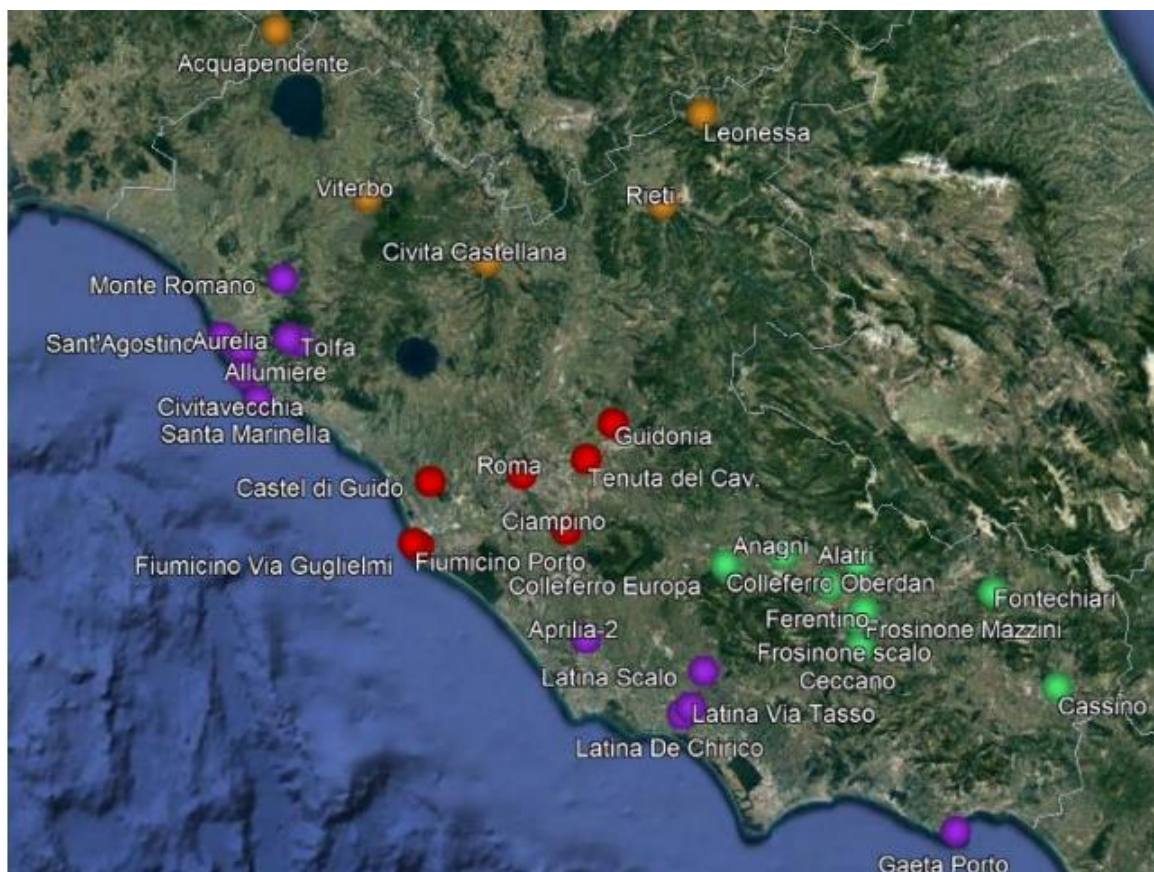 Acquapendente
Leonessa
Viterbo
Rieti
Civita Castellana
Monte Romano
Sant'Agostino
Aurelia
Tolfa
Allumiere
Civitavecchia
Santa Marinella
Guidonia
Roma
Tenuta del Cav.
Castel di Guido
Ciampino
Fiumicino Via Guglielmi
Fiumicino Porto
Anagni
Alatri
Colleferro Europa
Colleferro Oberdan
Fontechiari
Ferentino
Frosinone Mazzini
Aprilia-2
Frosinone scalo
Latina Scalo
Ceccano
Cassino
Latina Via Tasso
Latina De Chirico
Gaeta Porto